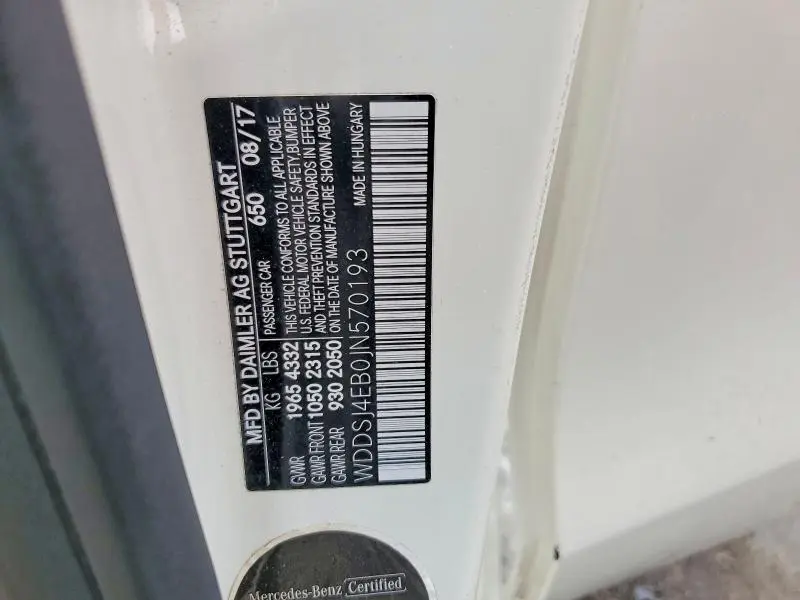 MFD BY DAIMLER AG STUTTGART
KG LBS PASSENGER CAR 650 08/17
GVWR 1965 4332 THIS VEHICLE CONFORMS TO ALL APPLICABLE
U.S. FEDERAL MOTOR VEHICLE SAFETY,BUMPER
GAWR FRONT 1050 2315 AND THEFT PREVENTION STANDARDS IN EFFECT
GAWR REAR 930 2050 ON THE DATE OF MANUFACTURE SHOWN ABOVE
WDDSJ4EB0JN570193 MADE IN HUNGARY
Mercedes-Benz Certified